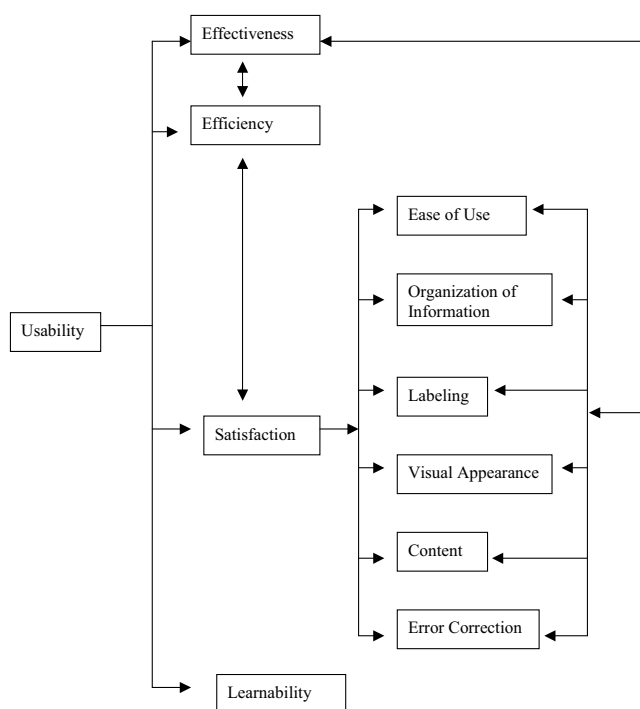 Effectiveness
Efficiency
Ease of Use
Organization of
Information
Usability
Labeling
Satisfaction
Visual Appearance
Content
Error Correction
Learnability